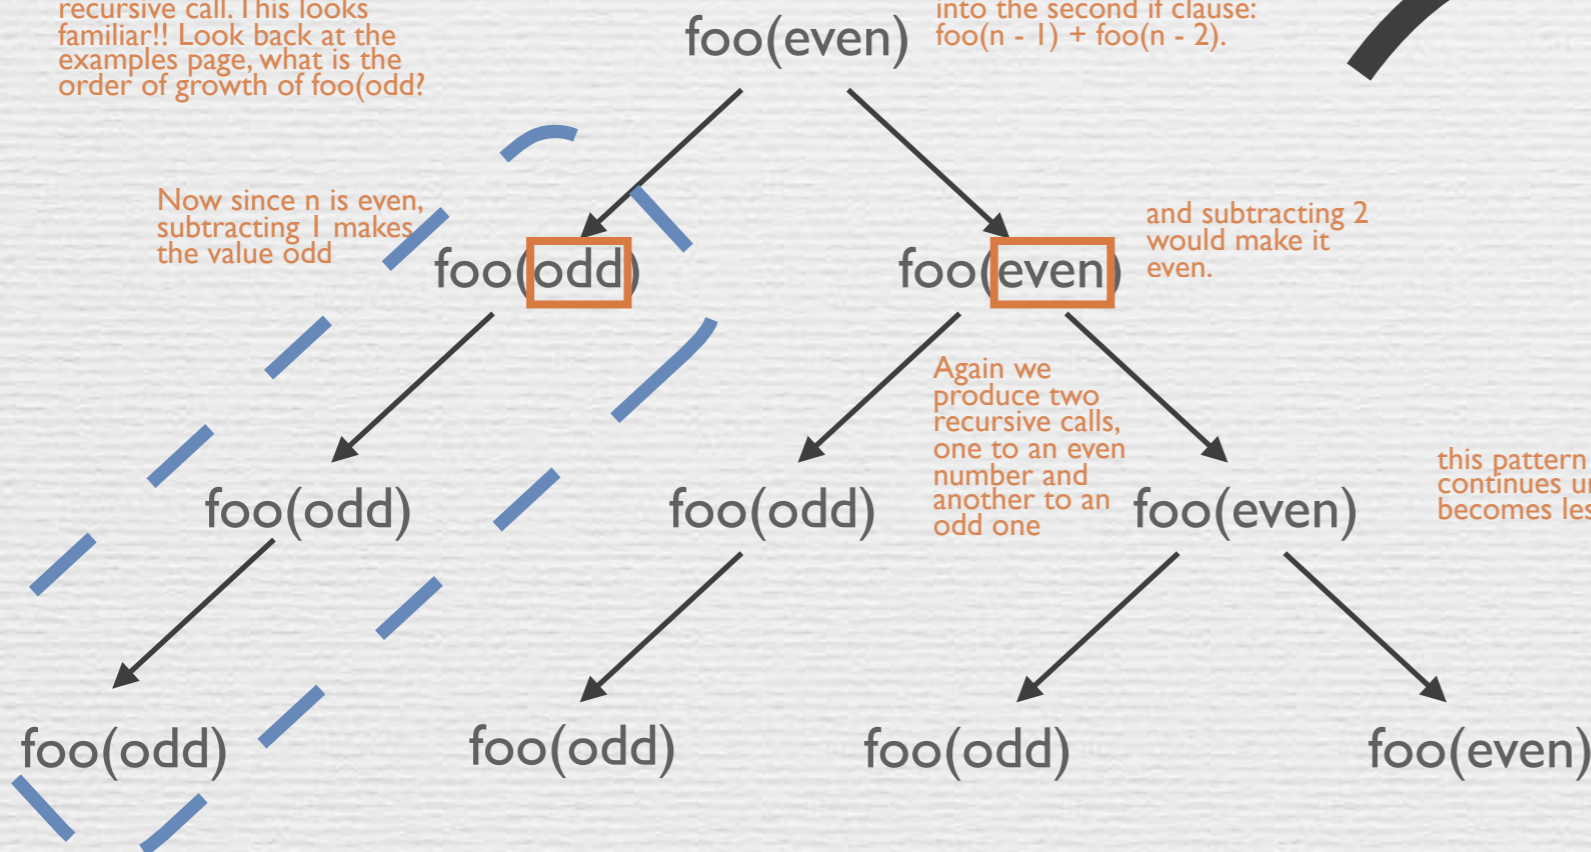 recursive call. This looks
familiar!! Look back at the
examples page, what is the
order of growth of foo(odd?
into the second if clause:
foo(n - 1) + foo(n - 2).
foo(even)
Now since n is even,
subtracting 1 makes
the value odd
foo(odd)
foo(even)
and subtracting 2
would make it
even.
Again we
produce two
recursive calls,
one to an even
number and
another to an
odd one
this pattern
continues
becomes
foo(odd)
foo(odd)
foo(even)
foo(odd)
foo(odd)
foo(odd)
foo(even)